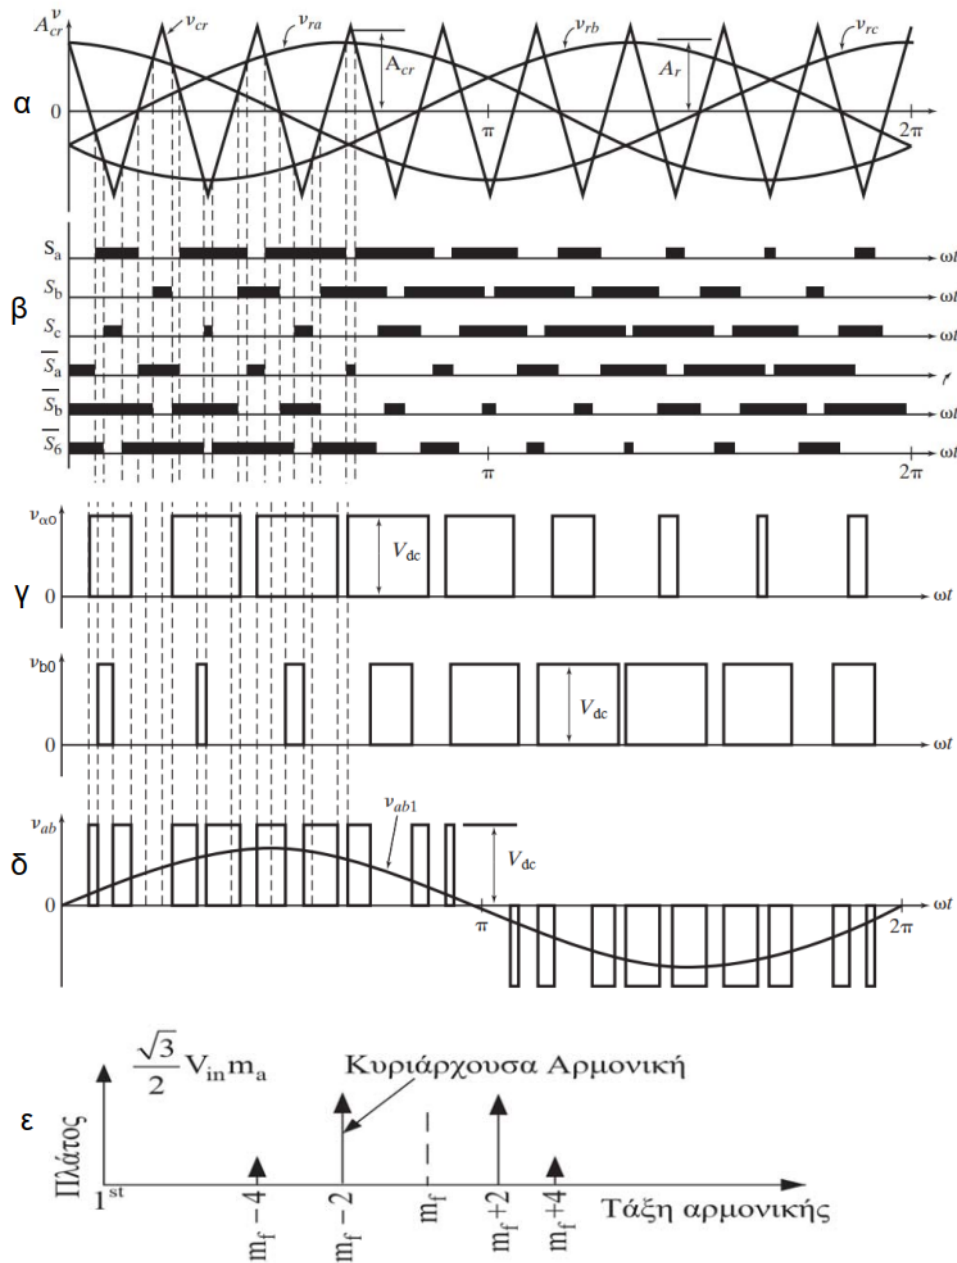 A_cr v v_cr v_ra v_rb v_rc
α
A_cr A_r
0 π 2π
β
S_a ωt
S_b ωt
S_c ωt
S̅_a
S̅_b ωt
S̅_6 ωt
π 2π
γ
v_α0 V_dc
0 ωt
v_b0 V_dc
0 ωt
δ
v_ab v_ab1 V_dc
0 π 2π ωt
ε
√3/2 V_in m_a
Κυριάρχουσα Αρμονική
Πλάτος
1^st m_f – 4 m_f – 2 m_f m_f +2 m_f +4
Τάξη αρμονικής